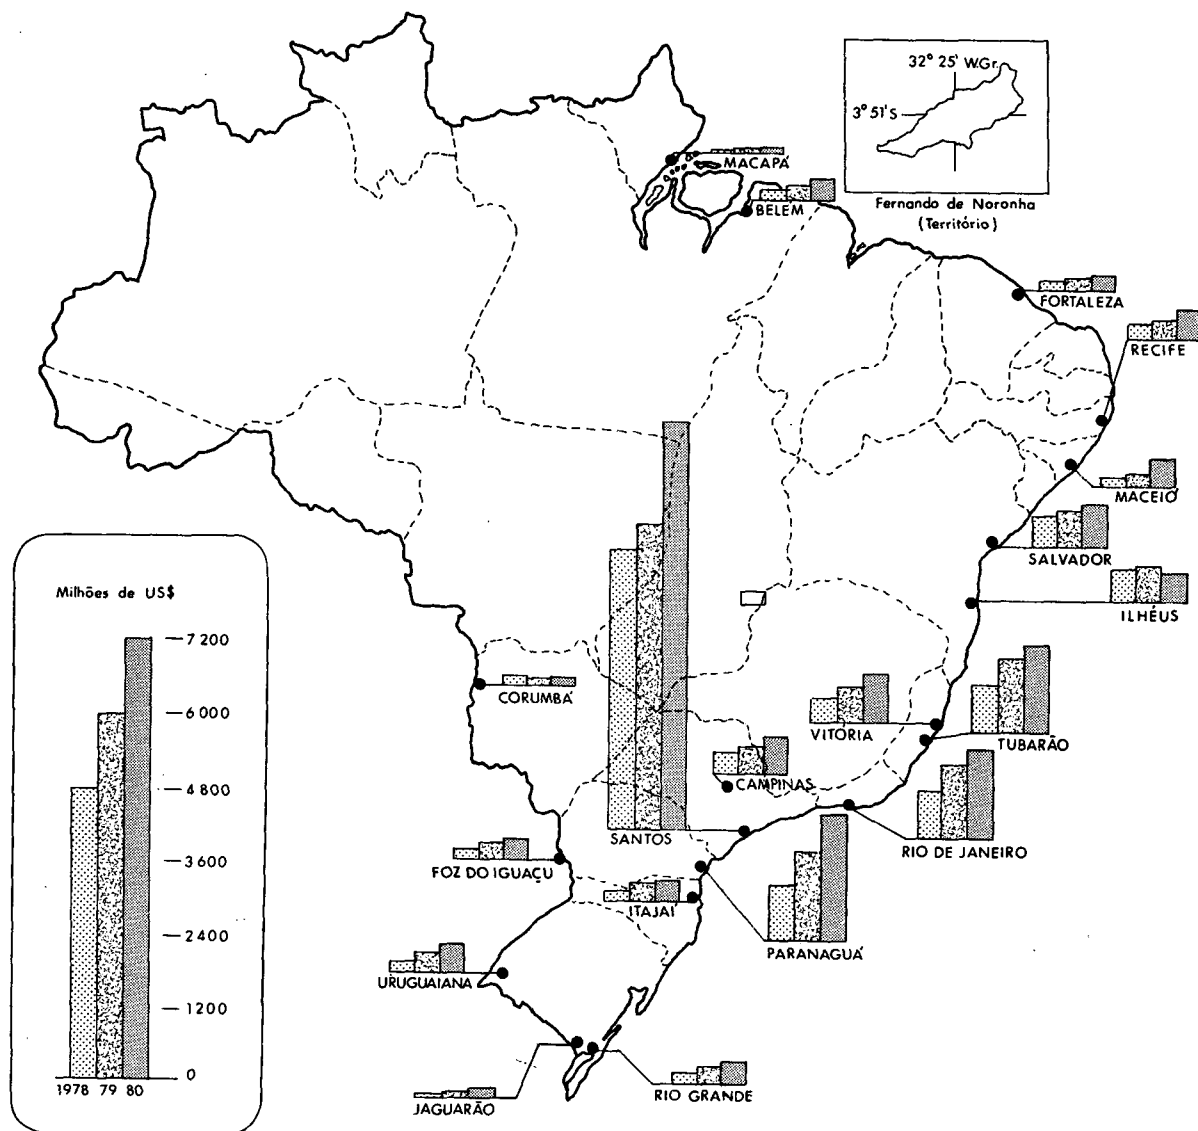 32° 25' W.Gr.
3° 51' S
Fernando de Noronha
(Território)
MACAPÁ
BELÉM
FORTALEZA
RECIFE
MACEIÓ
SALVADOR
ILHÉUS
CORUMBÁ
VITÓRIA
TUBARÃO
CAMPINAS
SANTOS
RIO DE JANEIRO
FOZ DO IGUAÇU
ITAJAÍ
PARANAGUÁ
URUGUAIANA
JAGUARÃO
RIO GRANDE
Milhões de US$
7 200
6 000
4 800
3 600
2 400
1 200
0
1978 79 80